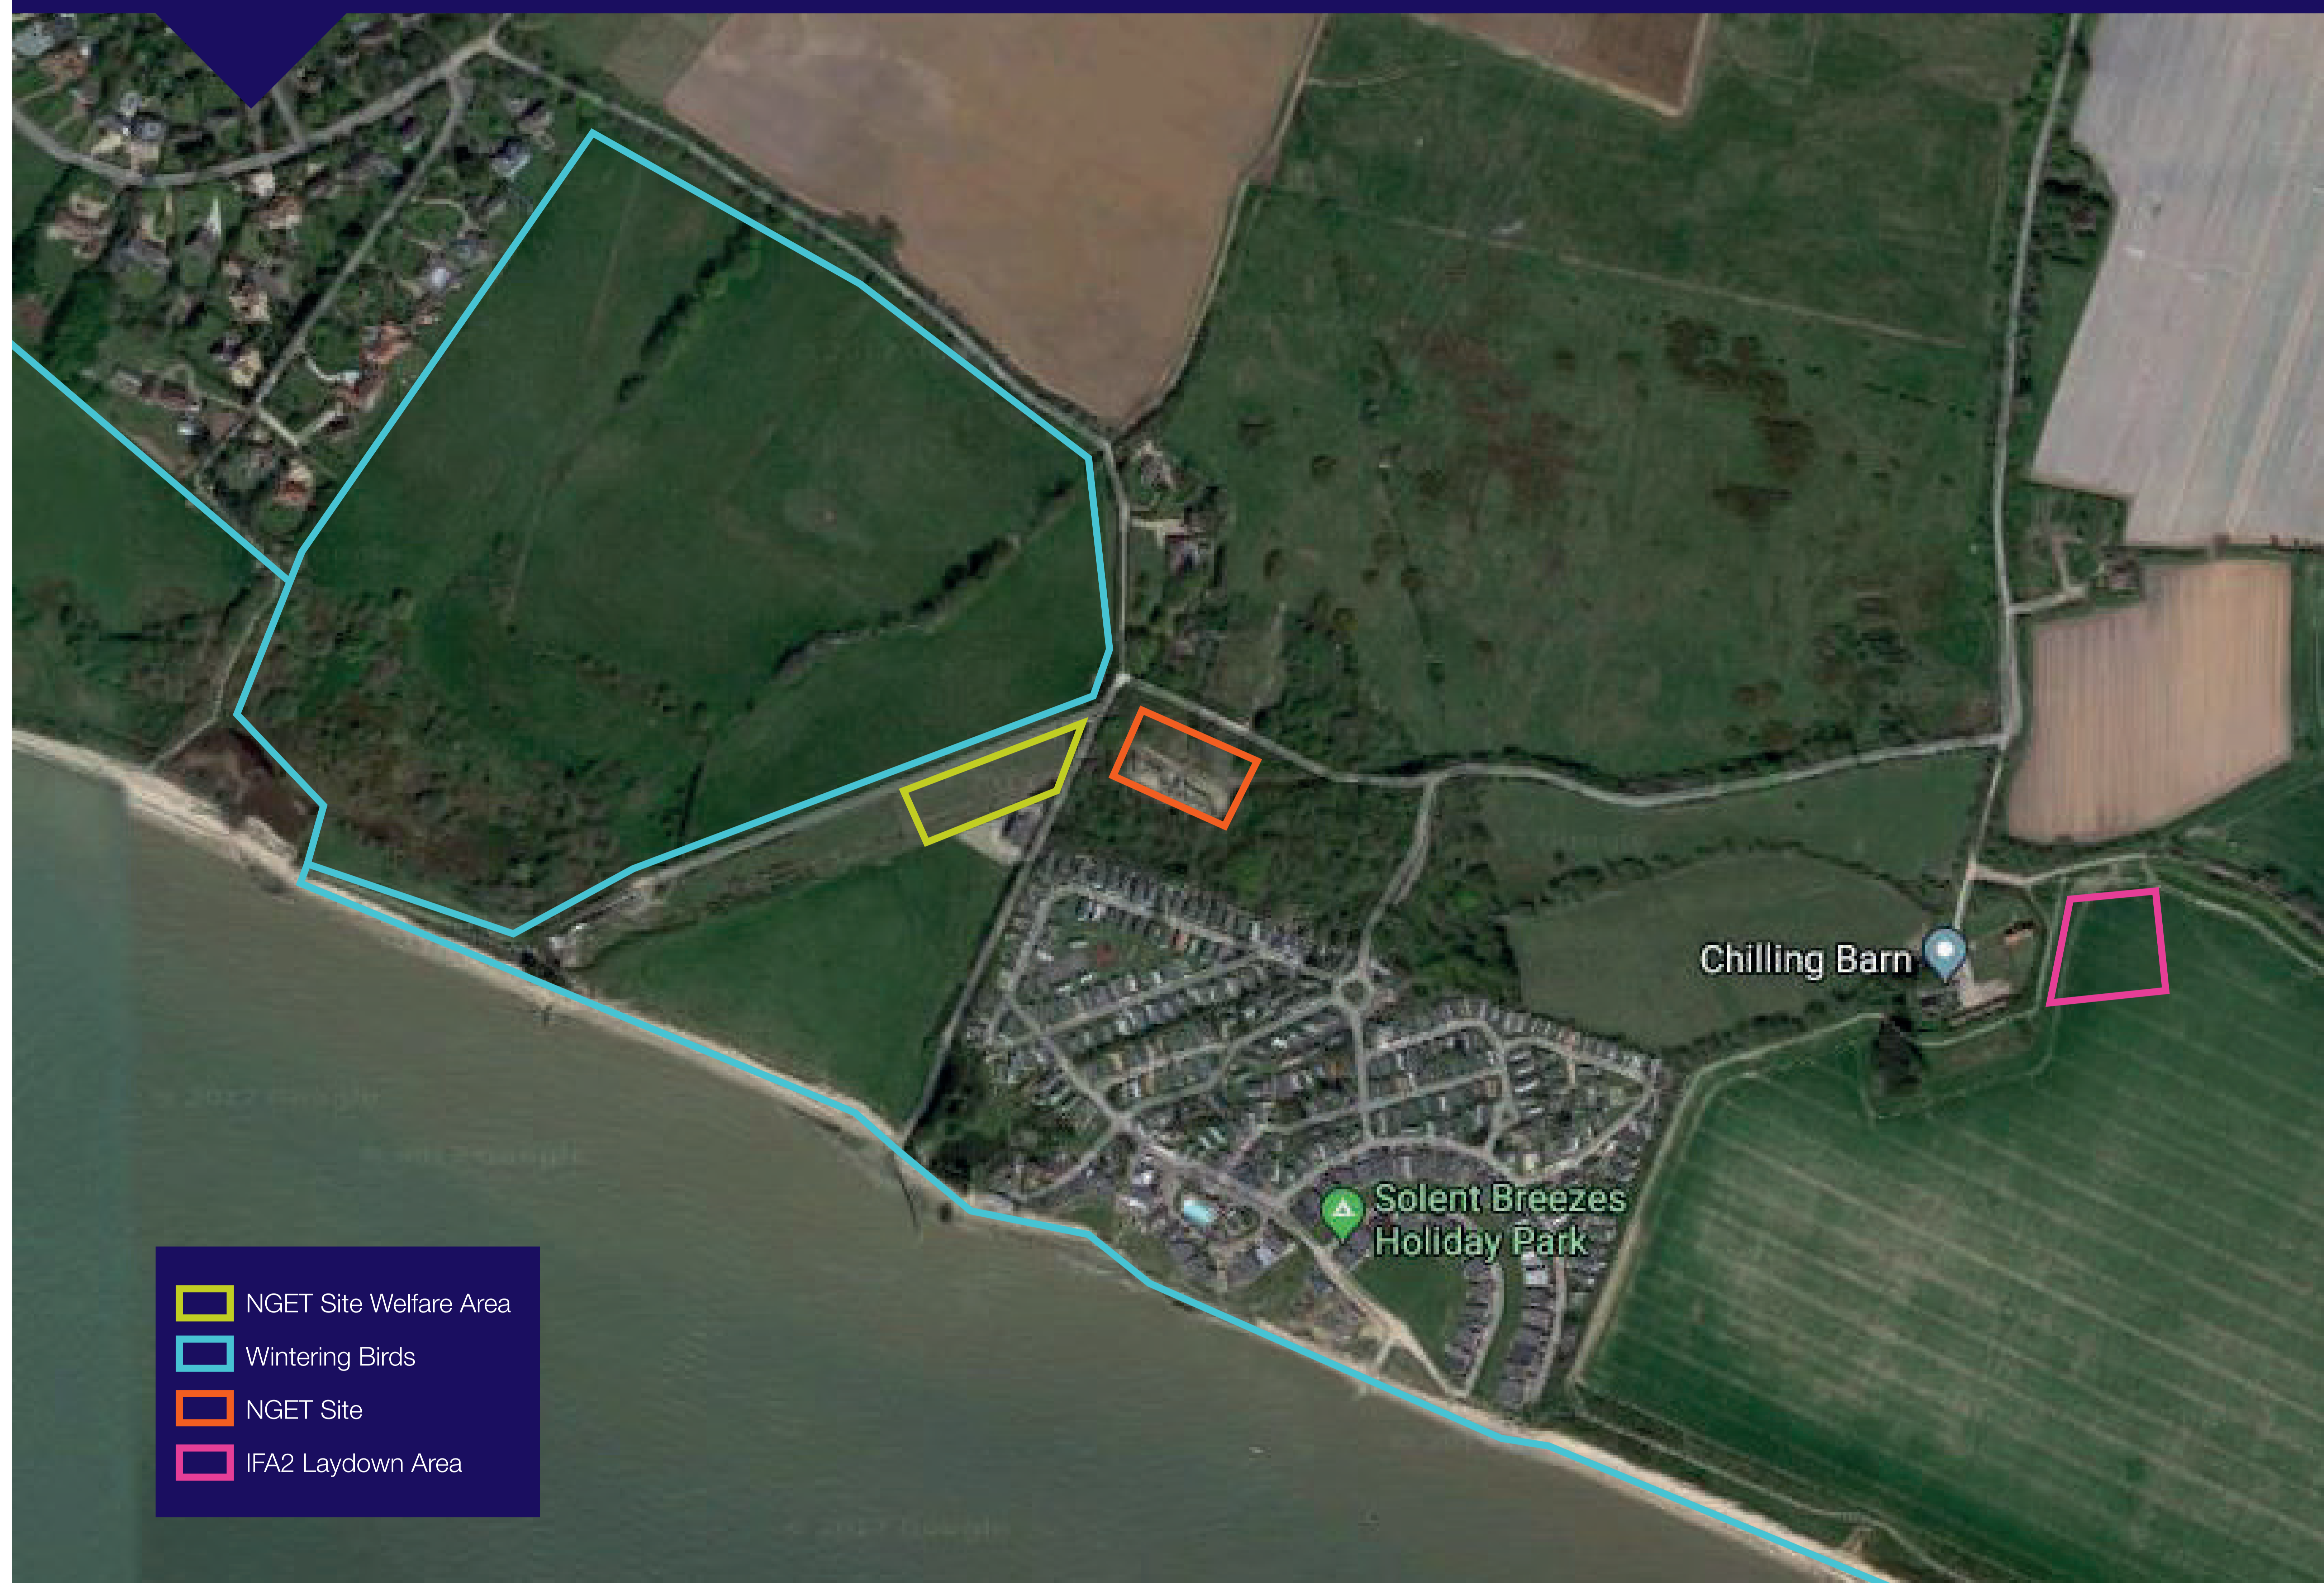 Chilling Barn
Solent Breezes
Holiday Park
NGET Site Welfare Area
Wintering Birds
NGET Site
IFA2 Laydown Area